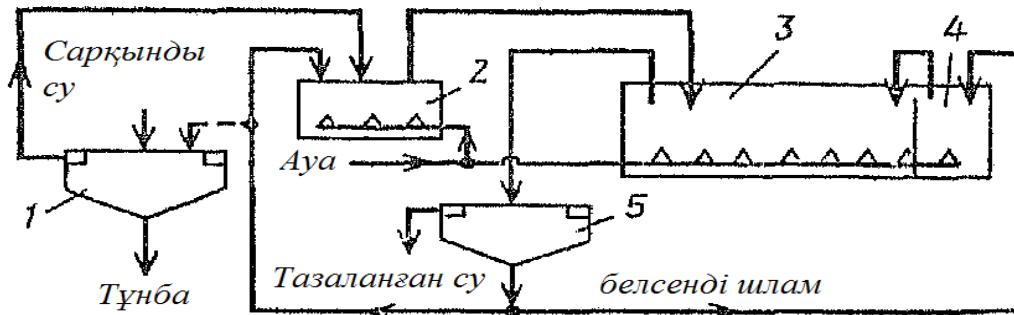 Сарқынды
су
1
Тұнба
2
Ауа
3
4
5
Тазаланған су
белсенді шлам